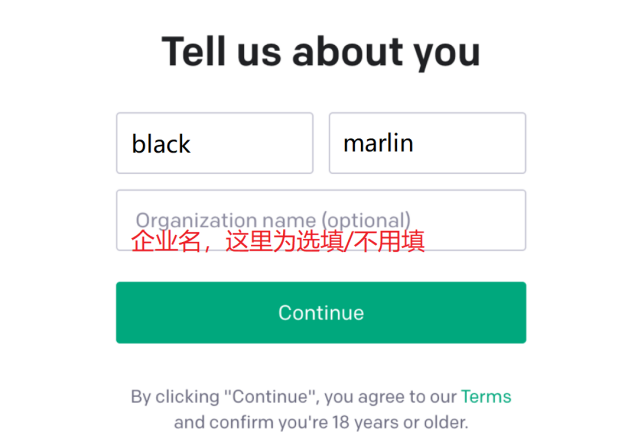 Tell us about you
black marlin
Organization name (optional)
企业名，这里为选填/不用填
Continue
By clicking "Continue", you agree to our Terms
and confirm you're 18 years or older.